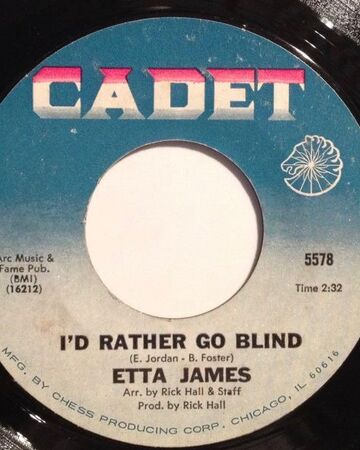 CADET
Arc Music &
Fame Pub.
(BMI)
(16212)
5578
Time 2:32
I'D RATHER GO BLIND
(E. Jordan - B. Foster)
ETTA JAMES
Arr. by Rick Hall & Staff
Prod. by Rick Hall
MFG. BY CHESS PRODUCING CORP. CHICAGO, IL 60616